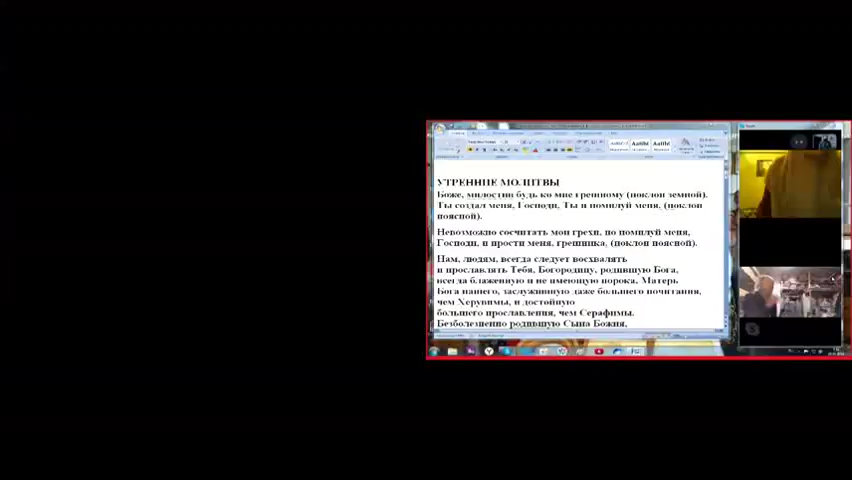 УТРЕННИЕ МОЛИТВЫ
Боже, милостив будь ко мне грешному (поклон земной).
Ты создал меня, Господи, Ты и помилуй меня, (поклон
поясной).
Невозможно сосчитать мои грехи, но помилуй меня,
Господи, и прости меня, грешника, (поклон поясной).
Нам, людям, всегда следует восхвалять
и прославлять Тебя, Богородицу, родившую Бога,
всегда блаженную и не имеющую порока, Матерь
Бога нашего, заслужившую даже большего почитания,
чем Херувимы, и достойную
большего прославления, чем Серафимы.
Безболезненно родившую Сына Божия,